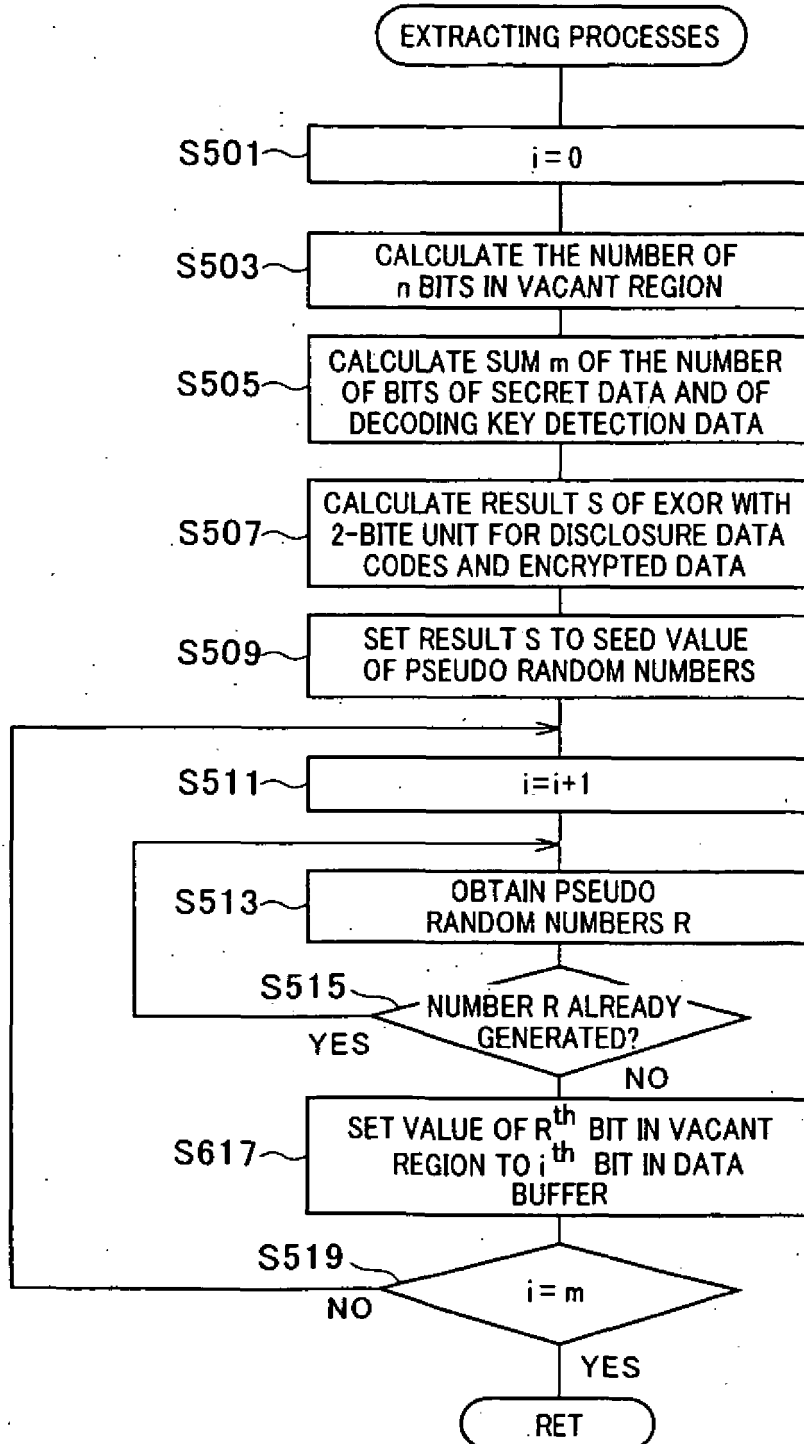 EXTRACTING PROCESSES
S501
i = 0
S503
CALCULATE THE NUMBER OF
n BITS IN VACANT REGION
S505
CALCULATE SUM m OF THE NUMBER
OF BITS OF SECRET DATA AND OF
DECODING KEY DETECTION DATA
S507
CALCULATE RESULT S OF EXOR WITH
2-BITE UNIT FOR DISCLOSURE DATA
CODES AND ENCRYPTED DATA
S509
SET RESULT S TO SEED VALUE
OF PSEUDO RANDOM NUMBERS
S511
i=i+1
S513
OBTAIN PSEUDO
RANDOM NUMBERS R
S515
NUMBER R ALREADY
GENERATED?
YES
NO
S617
SET VALUE OF Rth BIT IN VACANT
REGION TO ith BIT IN DATA
BUFFER
S519
i = m
NO
YES
RET